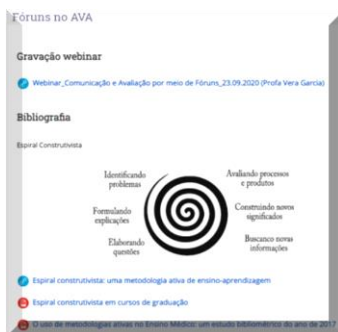 Fóruns no AVA
Gravação webinar
Webinar_Comunicação e Avaliação por meio de Fóruns_23.09.2020 (Profa Vera Garcia)
Bibliografia
Espiral Construtivista
Identificando
problemas
Formulando
explicações
Elaborando
questões
Avaliando processos
e produtos
Construindo novos
significados
Buscanco novas
informações
Espiral construtivista: uma metodologia ativa de ensino-aprendizagem
Espiral construtivista em cursos de graduação
O uso de metodologias ativas no Ensino Médico: um estudo bibliométrico do ano de 2017